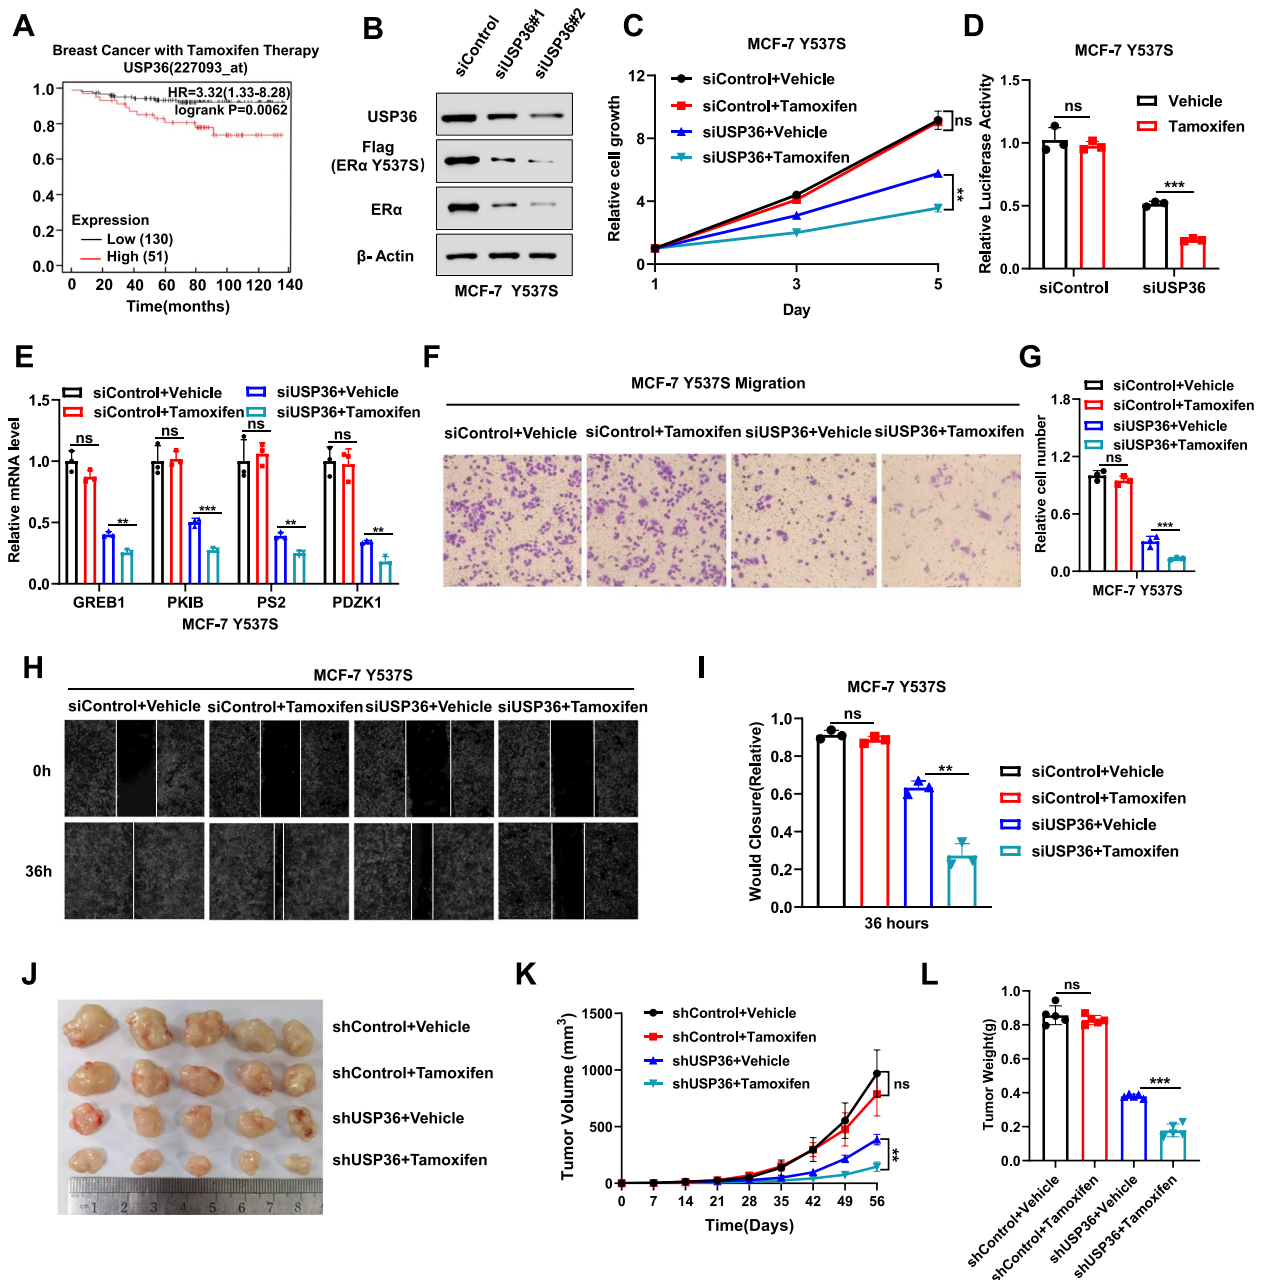 A
Breast Cancer with Tamoxifen Therapy
USP36(227093_at)
HR=3.32(1.33-8.28)
logrank P=0.0062
1.0
0.8
0.6
0.4
0.2
0.0
Expression
Low (130)
High (51)
0 20 40 60 80 100 120 140
Time(months)
B
siControl
siUSP36#1
siUSP36#2
USP36
Flag
(ERα Y537S)
ERα
β- Actin
MCF-7 Y537S
C
MCF-7 Y537S
siControl+Vehicle
siControl+Tamoxifen
siUSP36+Vehicle
siUSP36+Tamoxifen
Relative cell growth
12
8
4
0
ns
**
1 3 5
Day
D
MCF-7 Y537S
Vehicle
Tamoxifen
Relative Luciferase Activity
1.5
1.0
0.5
0.0
ns
***
siControl siUSP36
E
siControl+Vehicle
siControl+Tamoxifen
siUSP36+Vehicle
siUSP36+Tamoxifen
Relative mRNA level
1.5
1.0
0.5
0.0
ns ns ns ns
** *** ** **
GREB1 PKIB PS2 PDZK1
MCF-7 Y537S
F
MCF-7 Y537S Migration
siControl+Vehicle siControl+Tamoxifen siUSP36+Vehicle siUSP36+Tamoxifen
G
siControl+Vehicle
siControl+Tamoxifen
siUSP36+Vehicle
siUSP36+Tamoxifen
Relative cell number
1.8
1.2
0.6
0.0
ns
***
MCF-7 Y537S
H
MCF-7 Y537S
siControl+Vehicle siControl+Tamoxifen siUSP36+Vehicle siUSP36+Tamoxifen
0h
36h
I
MCF-7 Y537S
Would Closure(Relative)
1.0
0.8
0.6
0.4
0.2
0.0
ns
**
36 hours
siControl+Vehicle
siControl+Tamoxifen
siUSP36+Vehicle
siUSP36+Tamoxifen
J
shControl+Vehicle
shControl+Tamoxifen
shUSP36+Vehicle
shUSP36+Tamoxifen
cm 1 2 3 4 5 6 7 8
K
shControl+Vehicle
shControl+Tamoxifen
shUSP36+Vehicle
shUSP36+Tamoxifen
Tumor Volume (mm³)
1500
1000
500
0
ns
**
0 7 14 21 28 35 42 49 56
Time(Days)
L
Tumor Weight(g)
1.0
0.8
0.6
0.4
0.2
0.0
ns
***
shControl+Vehicle
shControl+Tamoxifen
shUSP36+Vehicle
shUSP36+Tamoxifen